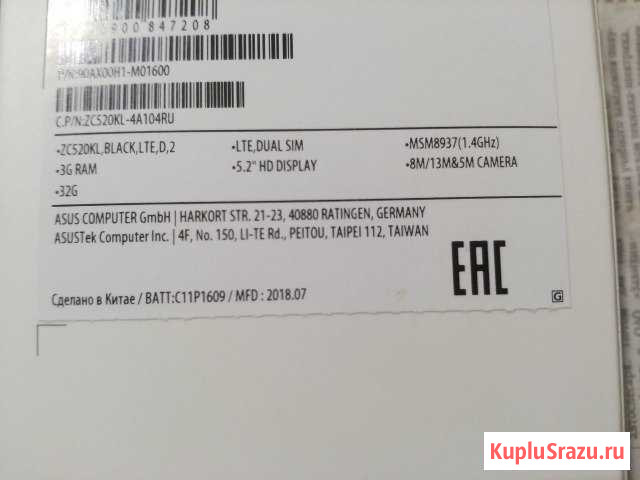 900 847208
P/N:90AX00H1-M01600
C.P/N:ZC520KL-4A104RU
•ZC520KL,BLACK,LTE,D,2 •LTE,DUAL SIM •MSM8937(1.4GHz)
•3G RAM •5.2" HD DISPLAY •8M/13M&5M CAMERA
•32G
ASUS COMPUTER GmbH | HARKORT STR. 21-23, 40880 RATINGEN, GERMANY
ASUSTek Computer Inc. | 4F, No. 150, LI-TE Rd., PEITOU, TAIPEI 112, TAIWAN
EAC
Сделано в Китае / BATT:C11P1609 / MFD : 2018.07
G
KupluSrazu.ru